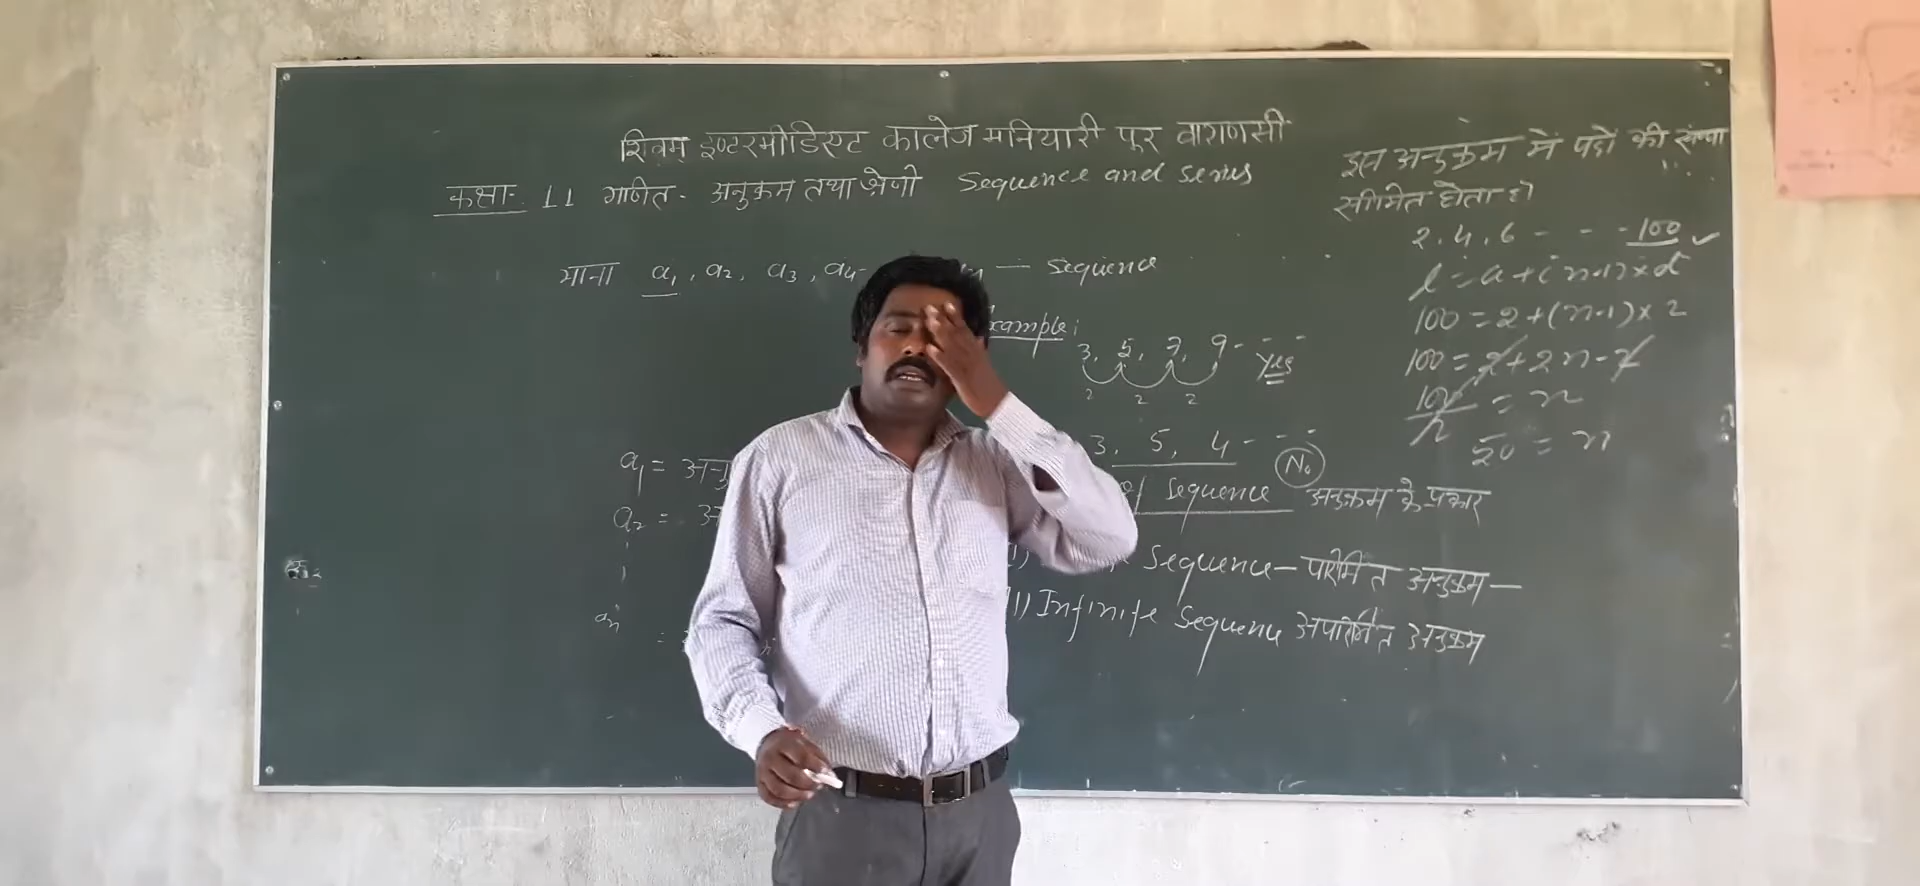 शिवम् इण्टरमीडिएट कालेज मनियारी पुर वाराणसी
कक्षा- 11 गणित- अनुक्रम तथा श्रेणी Sequence and series
माना a₁, a₂, a₃, a₄- — sequence
Example:
3, 5, 7, 9 - - - Yes
2 2 2
3, 5, 4 - - - No
a₁ =
a₂ =
aₙ =
of sequence अनुक्रम के प्रकार
Sequence – परिमित अनुक्रम –
Infinite Sequence अपरिमित अनुक्रम
इस अनुक्रम में पदों की संख्या
सीमित होता है।
2, 4, 6 - - - 100 ✓
l = a + (n-1) × d
100 = 2 + (n-1) × 2
100 = 2 + 2n - 2
100/2 = n
50 = n